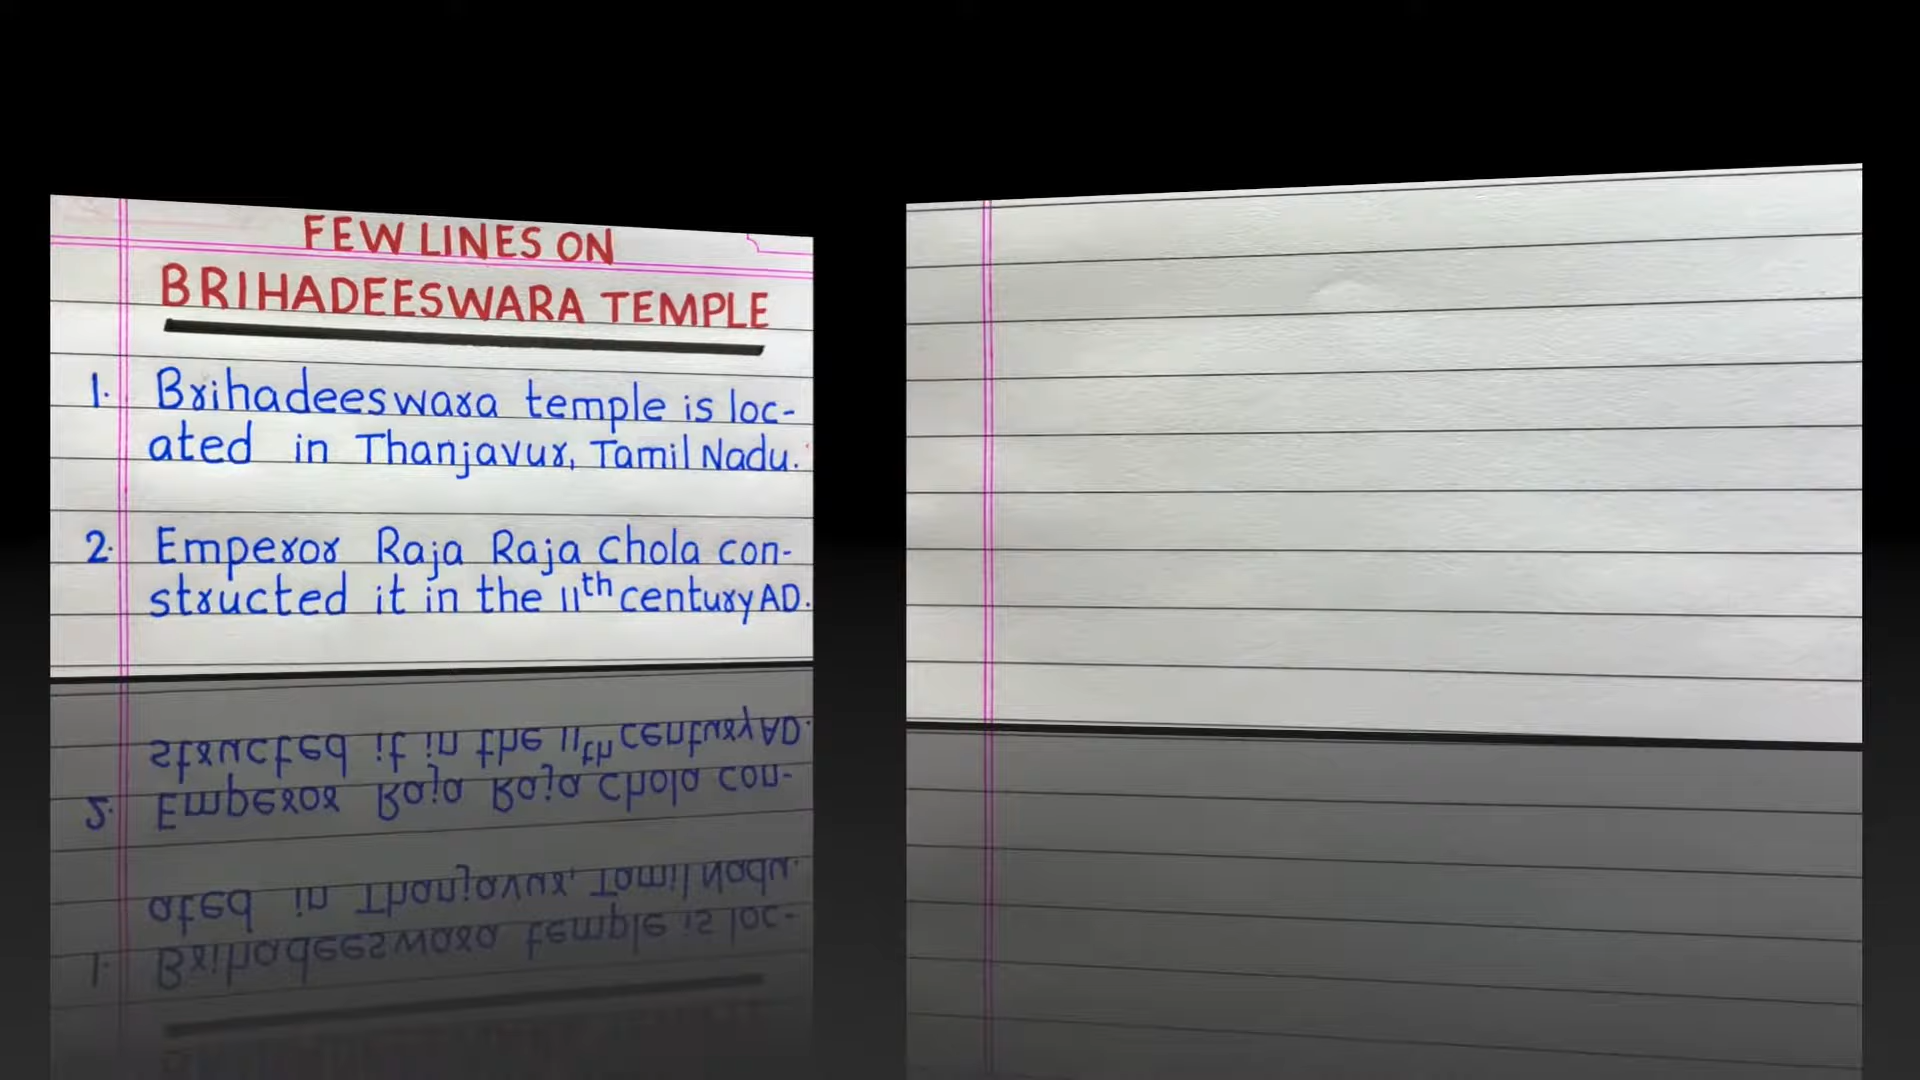 FEW LINES ON
BRIHADEESWARA TEMPLE
1. Brihadeeswara temple is loc-
ated in Thanjavur, Tamil Nadu.
2. Emperor Raja Raja Chola con-
structed it in the 11th century AD.